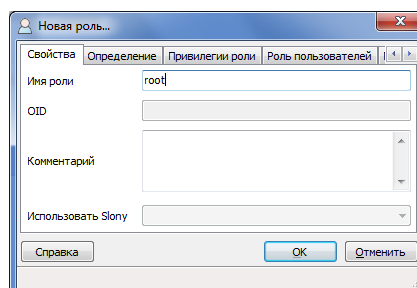 Новая роль...
Свойства Определение Привилегии роли Роль пользователей
Имя роли root
OID
Комментарий
Использовать Slony
Справка OK Отменить